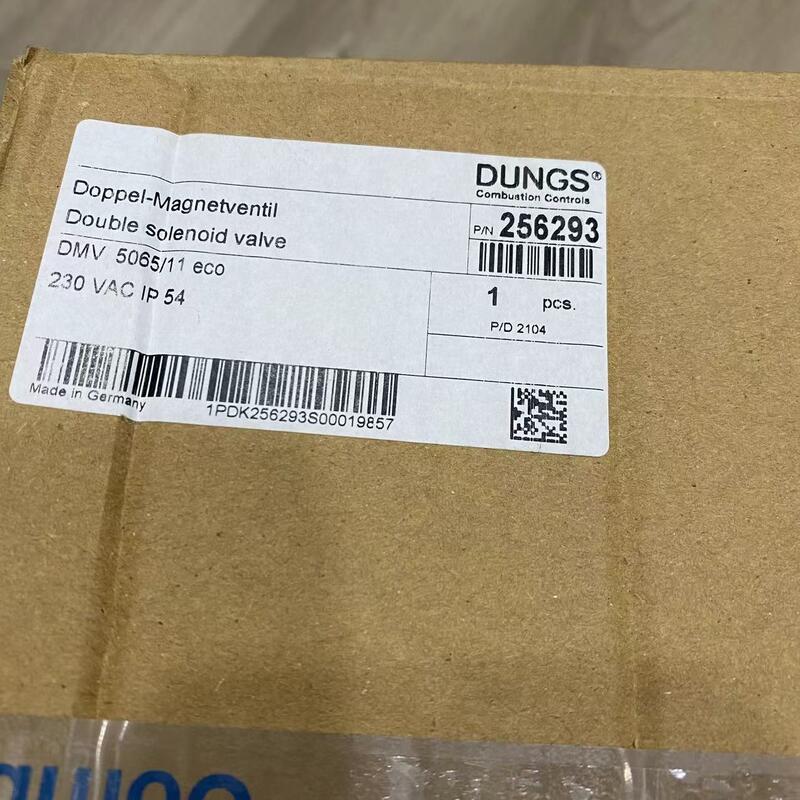 DUNGS®
Combustion Controls
Doppel-Magnetventil
Double solenoid valve
P/N 256293
DMV 5065/11 eco
230 VAC IP 54
1 pcs.
P/D 2104
Made in Germany
1PDK256293S00019857